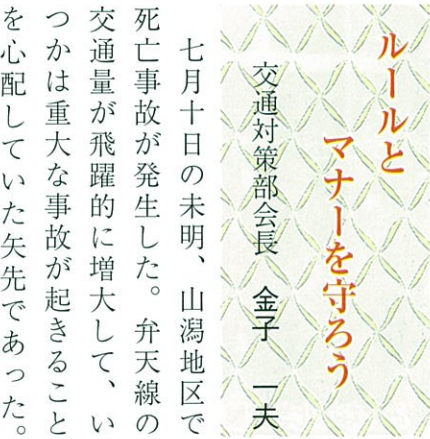 ルールと
マナーを守ろう
交通対策部会長 金子 一夫
七月十日の未明、山潟地区で
死亡事故が発生した。弁天線の
交通量が飛躍的に増大して、い
つかは重大な事故が起きること
を心配していた矢先であった。